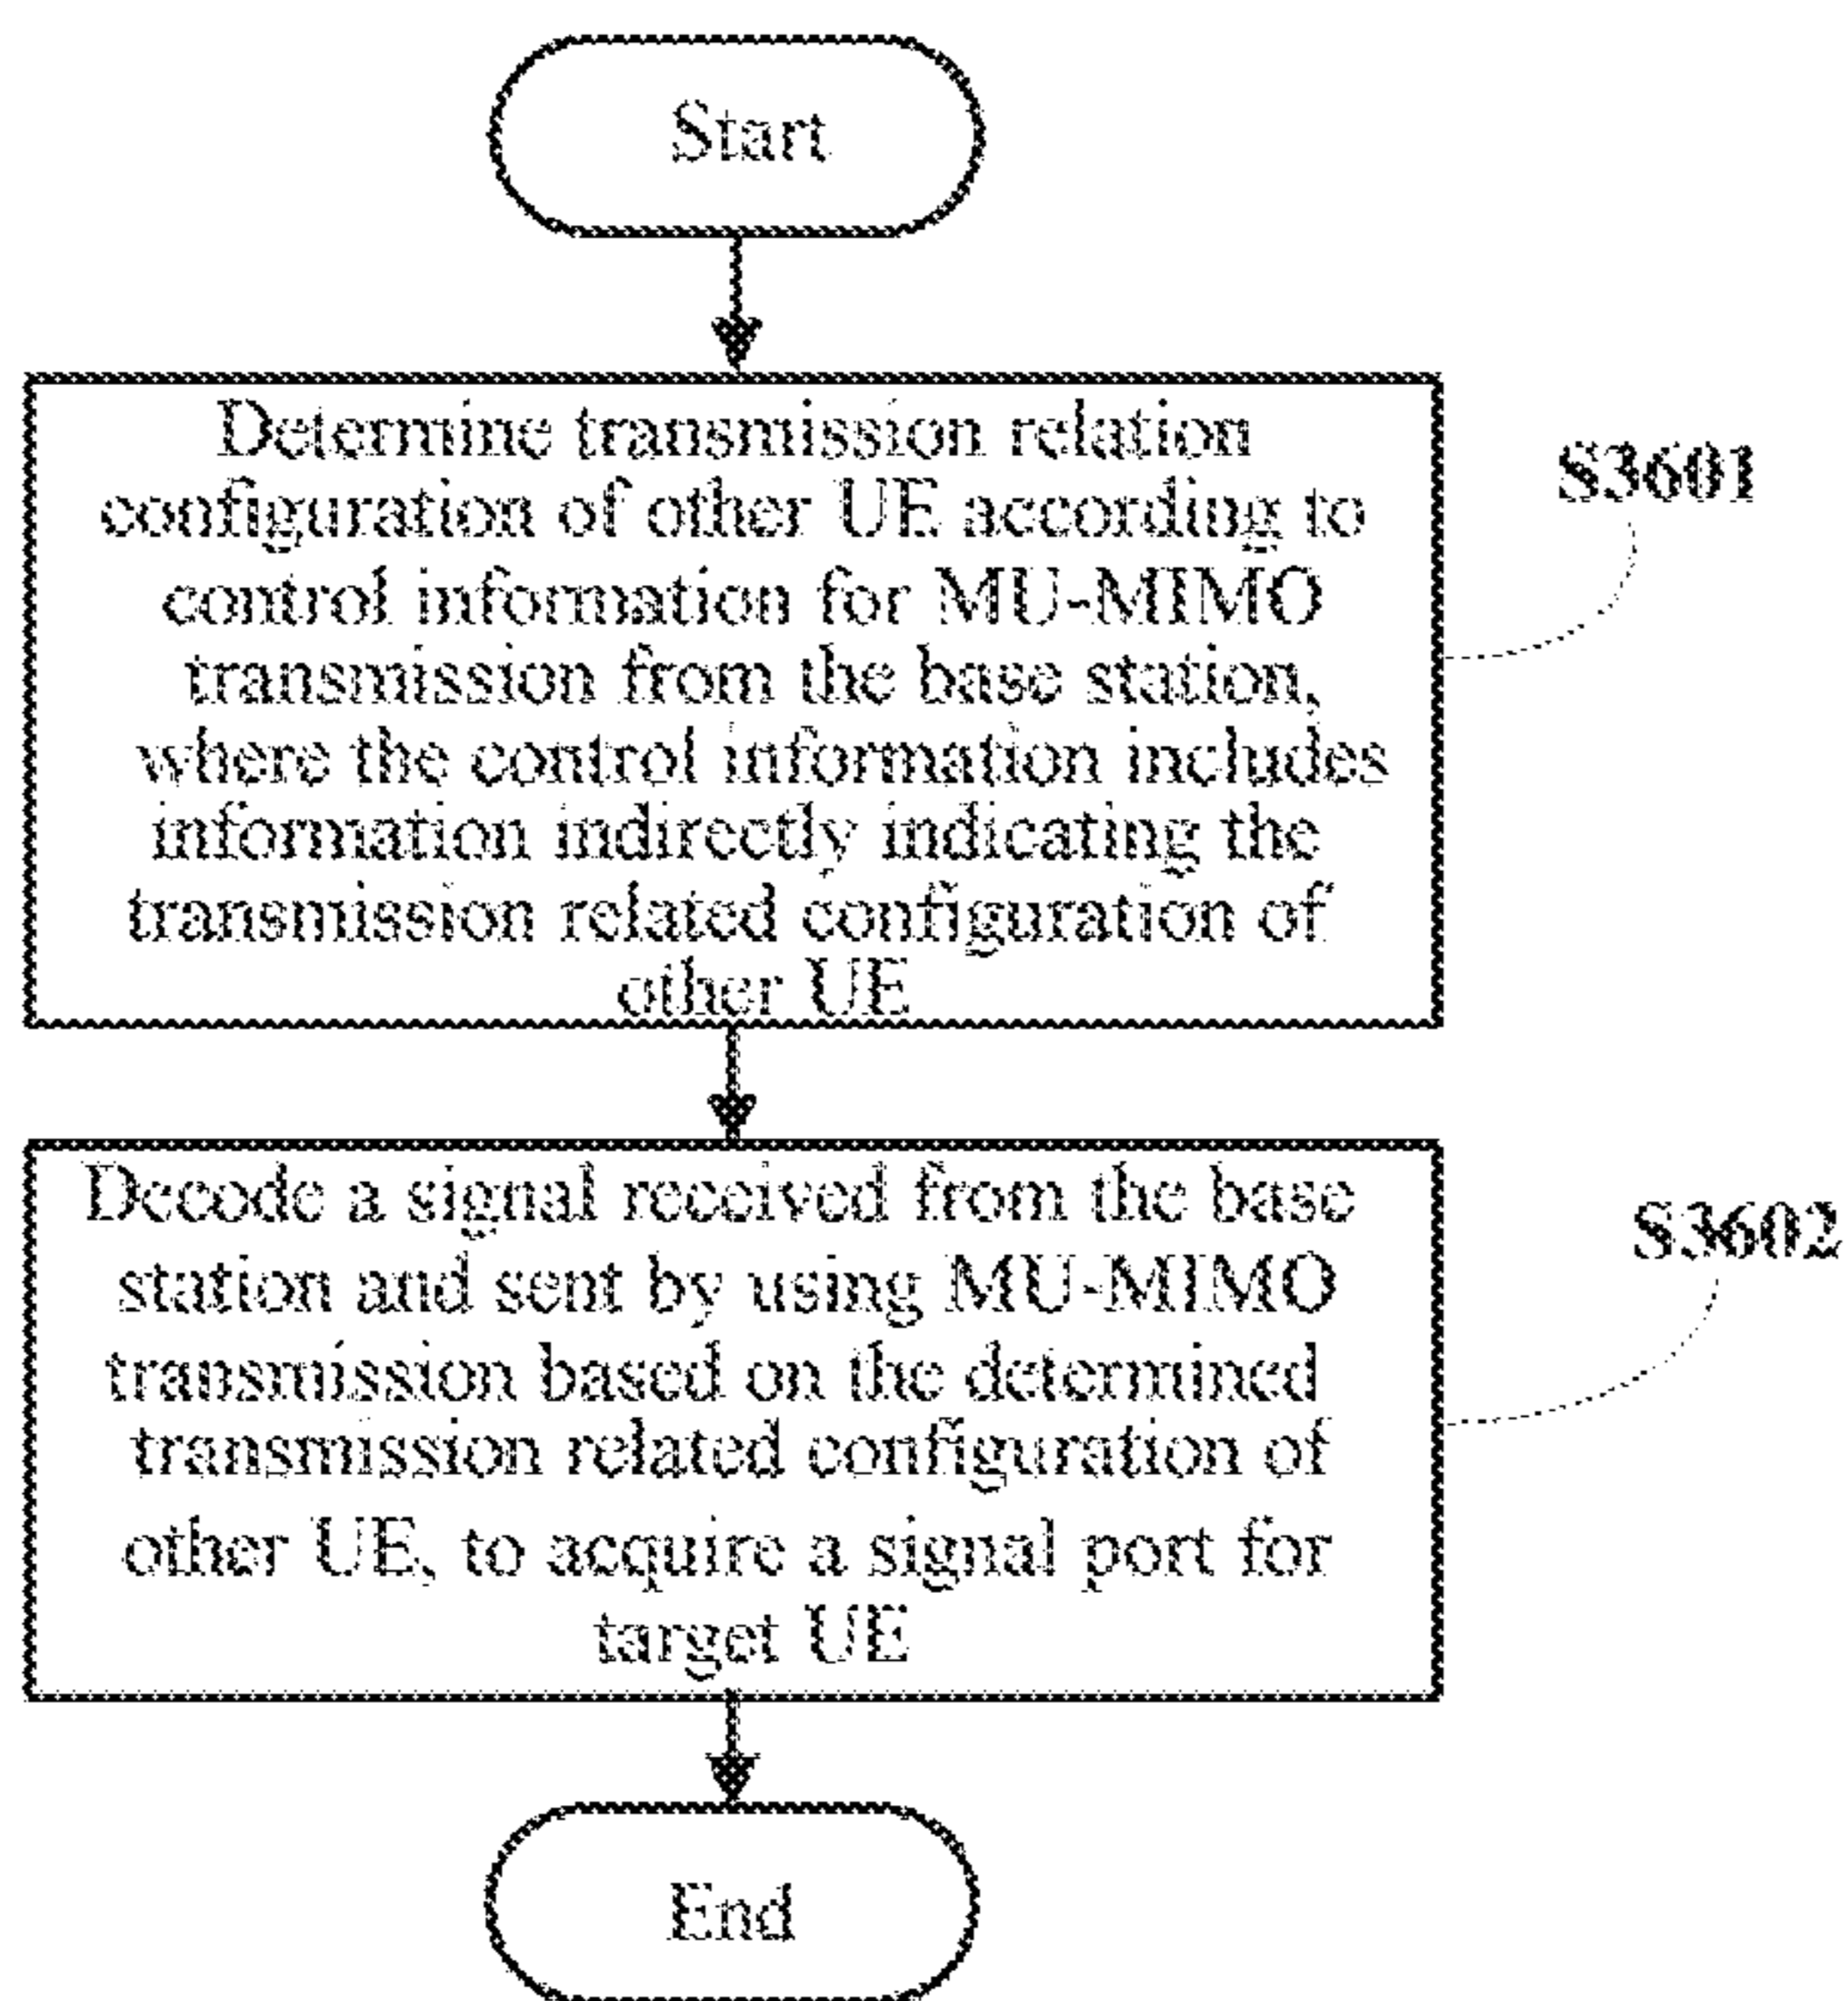 Start
Determine transmission relation
configuration of other UE according to
control information for MU-MIMO
transmission from the base station,
where the control information includes
information indirectly indicating the
transmission related configuration of
other UE
S3601
Decode a signal received from the base
station and sent by using MU-MIMO
transmission based on the determined
transmission related configuration of
other UE, to acquire a signal port for
target UE
S3602
End